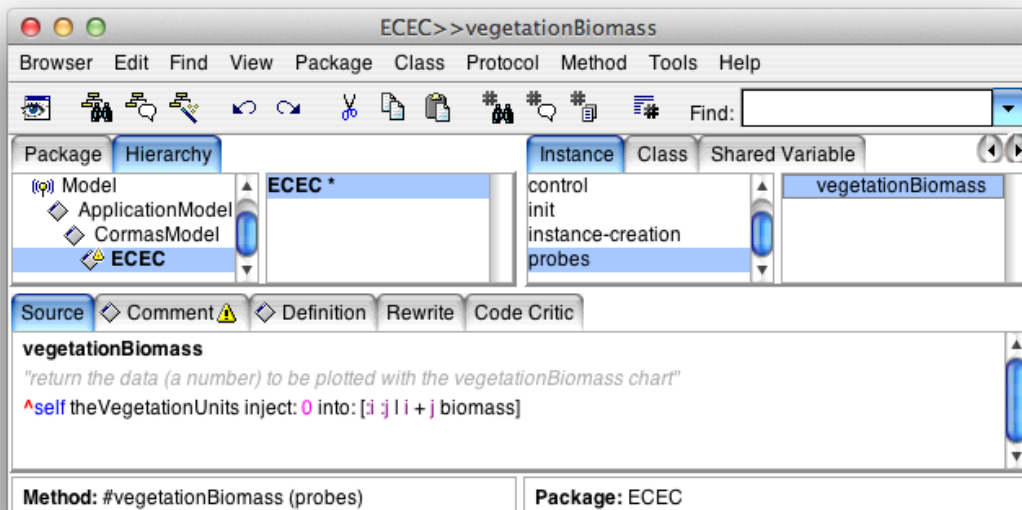 ECEC>>vegetationBiomass
Browser Edit Find View Package Class Protocol Method Tools Help
Find:
Package Hierarchy
Instance Class Shared Variable
Model
ApplicationModel
CormasModel
ECEC
ECEC *
control
init
instance-creation
probes
vegetationBiomass
Source Comment Definition Rewrite Code Critic
vegetationBiomass
"return the data (a number) to be plotted with the vegetationBiomass chart"
^self theVegetationUnits inject: 0 into: [:i :j | i + j biomass]
Method: #vegetationBiomass (probes)
Package: ECEC